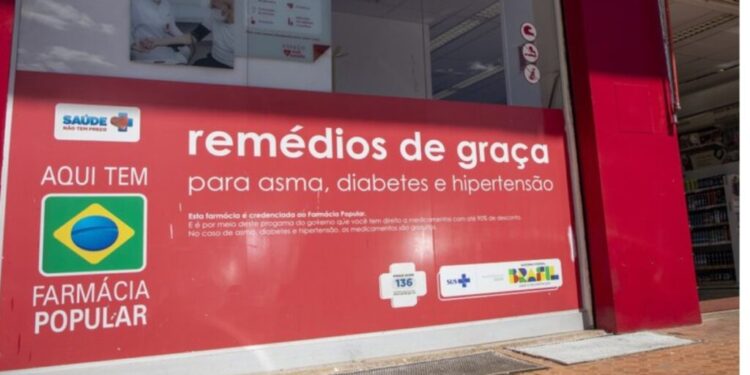 SAÚDE
NÃO TEM PREÇO
AQUI TEM
FARMÁCIA
POPULAR
remédios de graça
para asma, diabetes e hipertensão
Esta farmácia é credenciada ao Farmácia Popular.
E é por meio deste progama do governo que você tem direito a medicamentos com até 90% de desconto.
No caso de asma, diabetes e hipertensão, os medicamentos são gratuitos.
136
SUS
BRASIL